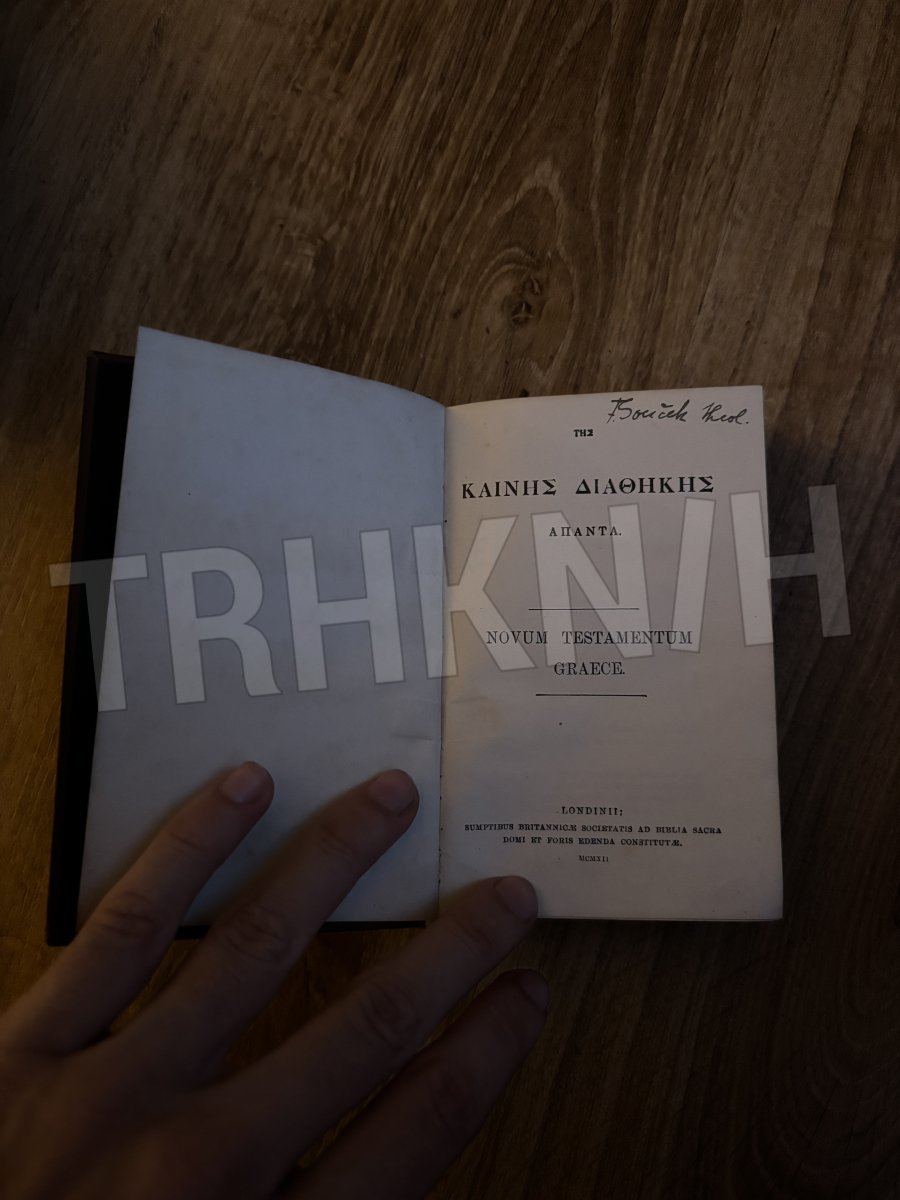 Souček theol.
ΤΗΣ
ΚΑΙΝΗΣ ΔΙΑΘΗΚΗΣ
ΑΠΑΝΤΑ.
TRHKNIH
NOVUM TESTAMENTUM
GRAECE.
LONDINII;
SUMPTIBUS BRITANNICÆ SOCIETATIS AD BIBLIA SACRA
DOMI ET FORIS EDENDA CONSTITUTÆ.
MCMXII